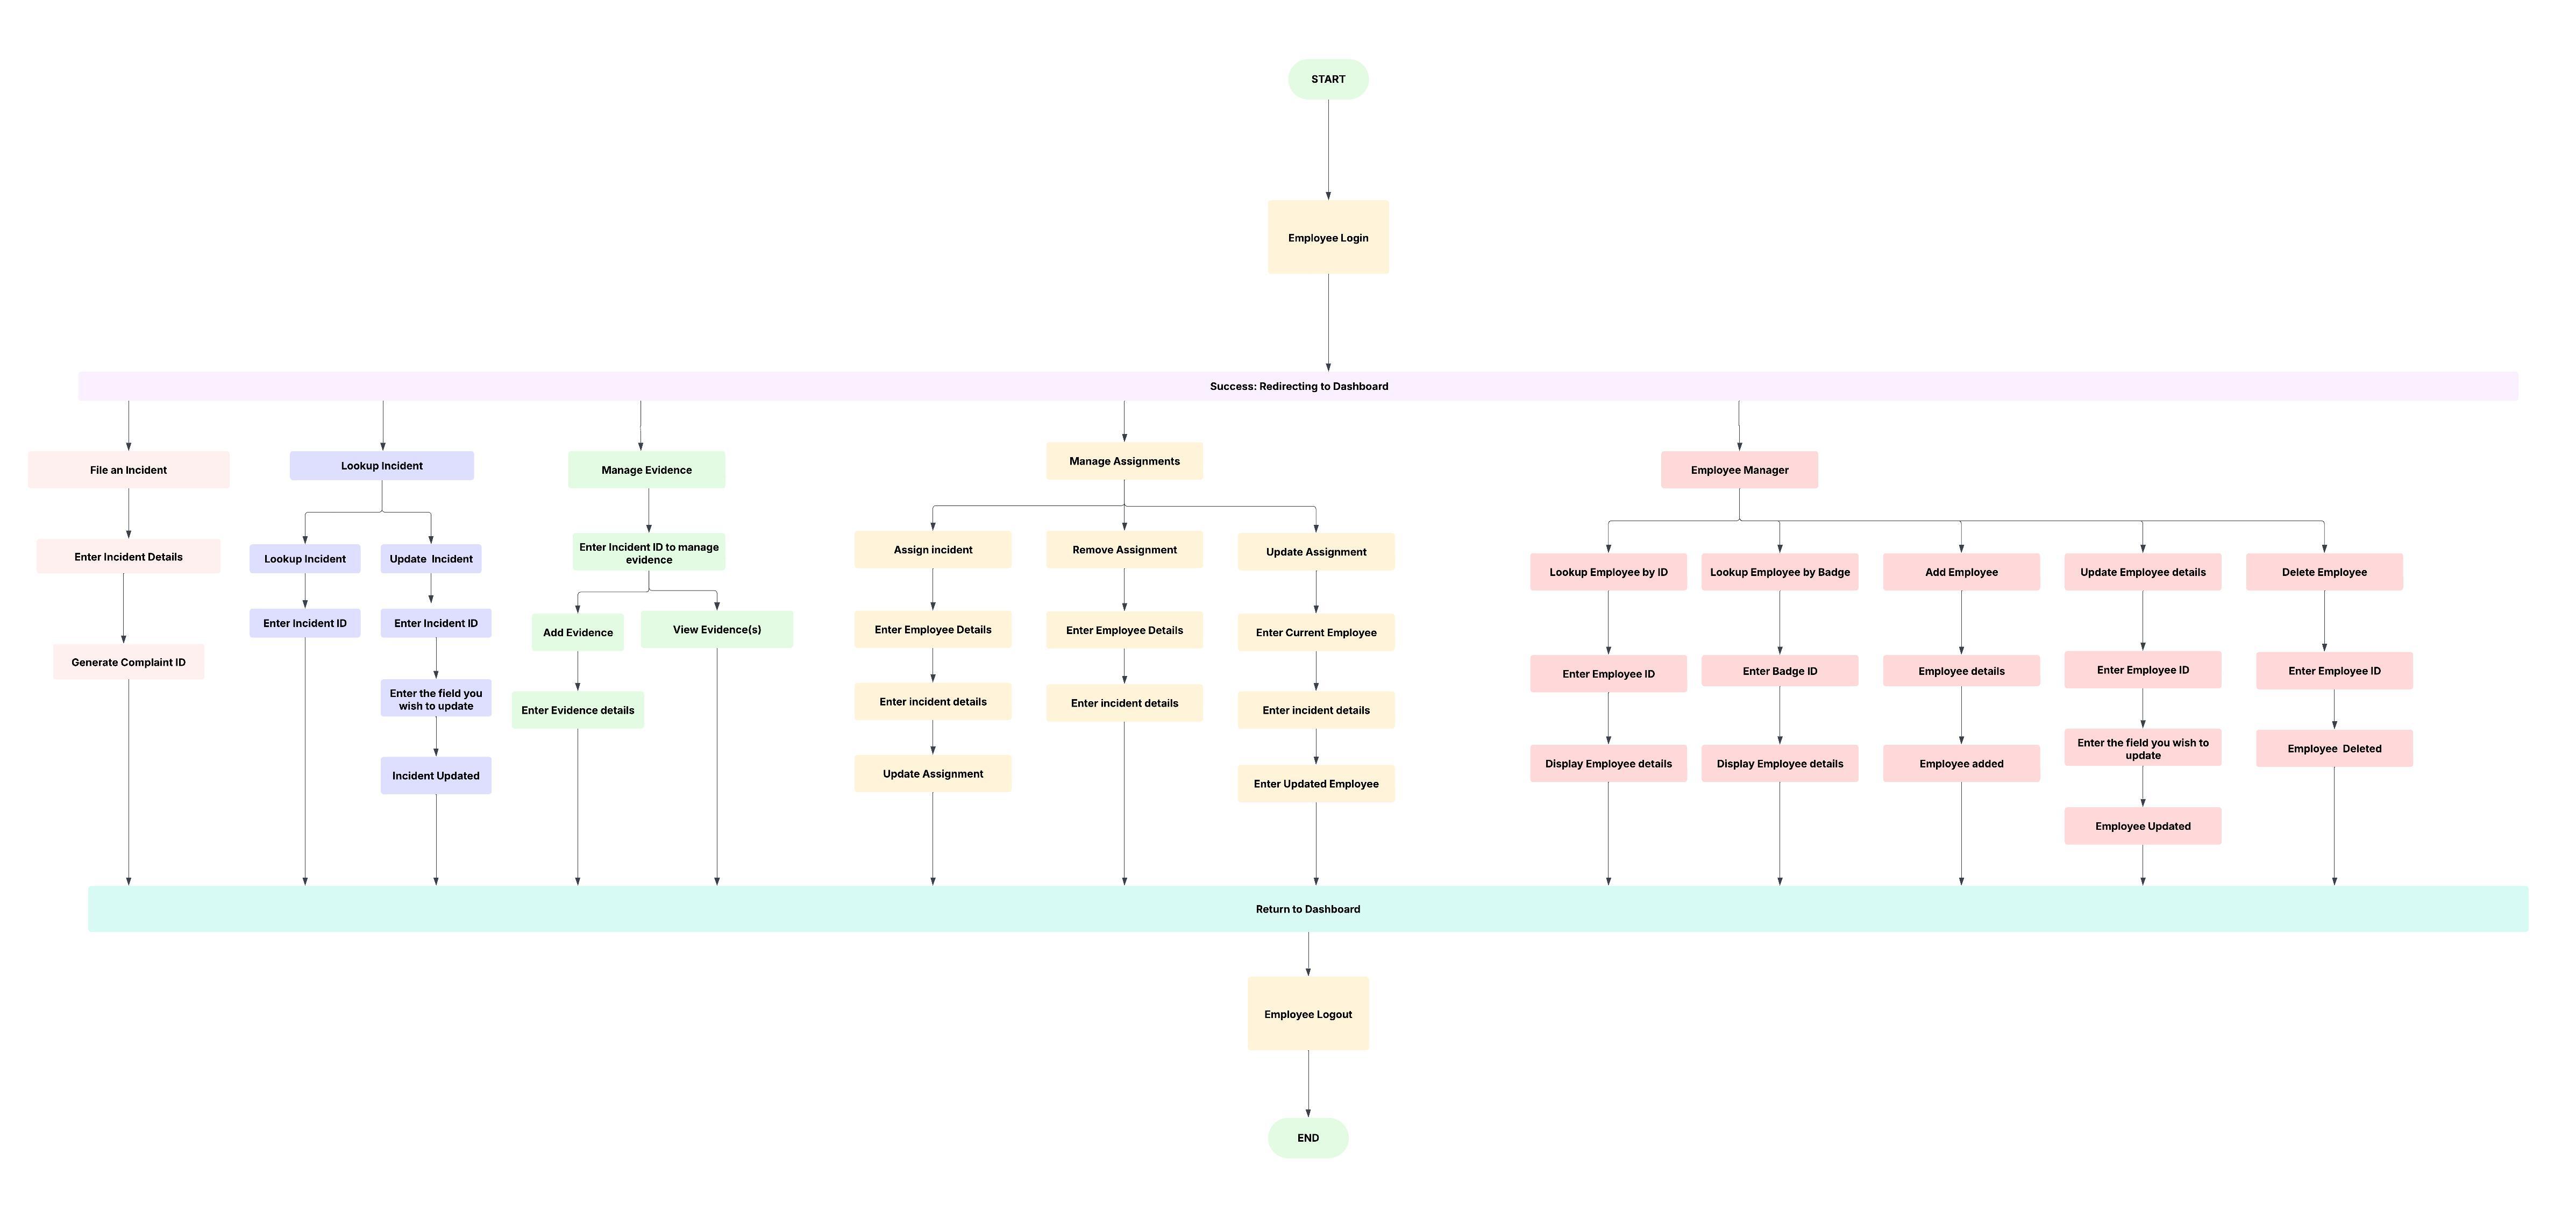 START
Employee Login
Success: Redirecting to Dashboard
File an Incident
Enter Incident Details
Generate Complaint ID
Lookup Incident
Lookup Incident
Enter Incident ID
Update  Incident
Enter Incident ID
Enter the field you
wish to update
Incident Updated
Manage Evidence
Enter Incident ID to manage
evidence
Add Evidence
Enter Evidence details
View Evidence(s)
Manage Assignments
Assign incident
Enter Employee Details
Enter incident details
Update Assignment
Remove Assignment
Enter Employee Details
Enter incident details
Update Assignment
Enter Current Employee
Enter incident details
Enter Updated Employee
Employee Manager
Lookup Employee by ID
Enter Employee ID
Display Employee details
Lookup Employee by Badge
Enter Badge ID
Display Employee details
Add Employee
Employee details
Employee added
Update Employee details
Enter Employee ID
Enter the field you wish to
update
Employee Updated
Delete Employee
Enter Employee ID
Employee  Deleted
Return to Dashboard
Employee Logout
END